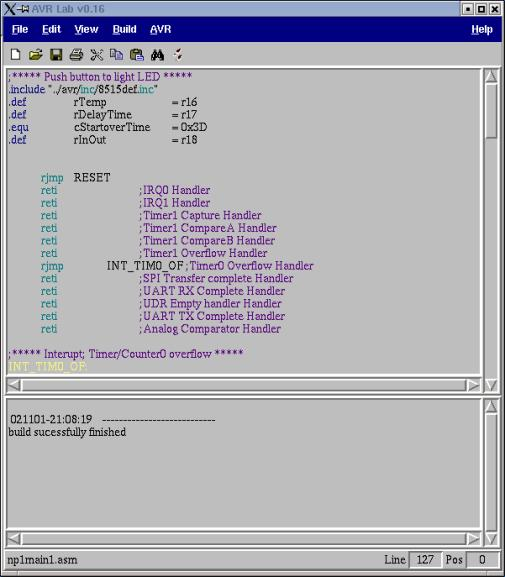 AVR Lab v0.16
File Edit View Build AVR Help
;***** Push button to light LED *****
.include "../avr/inc/8515def.inc"
.def rTemp = r16
.def rDelayTime = r17
.equ cStartoverTime = 0x3D
.def rInOut = r18
rjmp RESET
reti ;IRQ0 Handler
reti ;IRQ1 Handler
reti ;Timer1 Capture Handler
reti ;Timer1 CompareA Handler
reti ;Timer1 CompareB Handler
reti ;Timer1 Overflow Handler
rjmp INT_TIM0_OF;Timer0 Overflow Handler
reti ;SPI Transfer complete Handler
reti ;UART RX Complete Handler
reti ;UDR Empty handler Handler
reti ;UART TX Complete Handler
reti ;Analog Comparator Handler
;***** Interupt; Timer/Counter0 overflow *****
INT_TIM0_OF:
021101-21:08:19 ---------------------------
build sucessfully finished
np1main1.asm Line 127 Pos 0